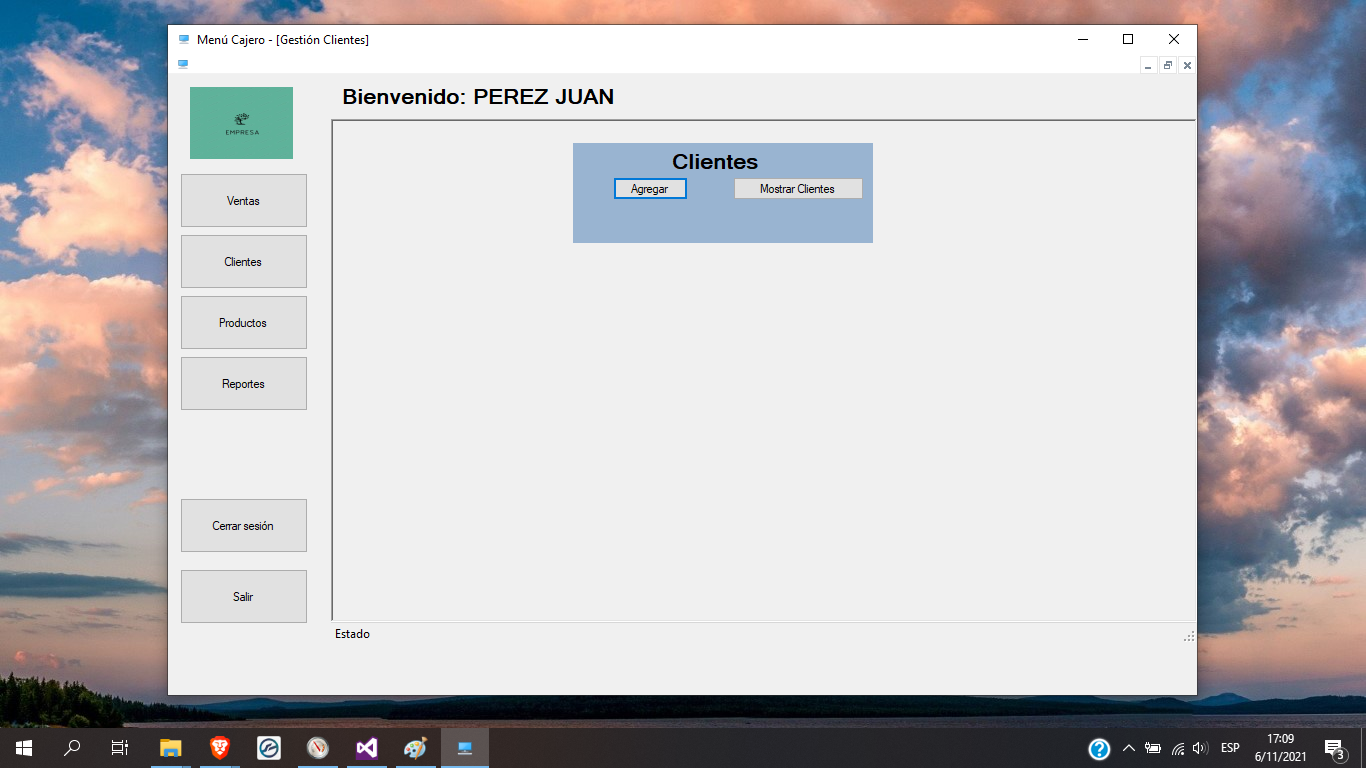 Menú Cajero - [Gestión Clientes]
EMPRESA
Bienvenido: PEREZ JUAN
Clientes
Agregar
Mostrar Clientes
Ventas
Clientes
Productos
Reportes
Cerrar sesión
Salir
Estado
ESP
17:09
6/11/2021
3